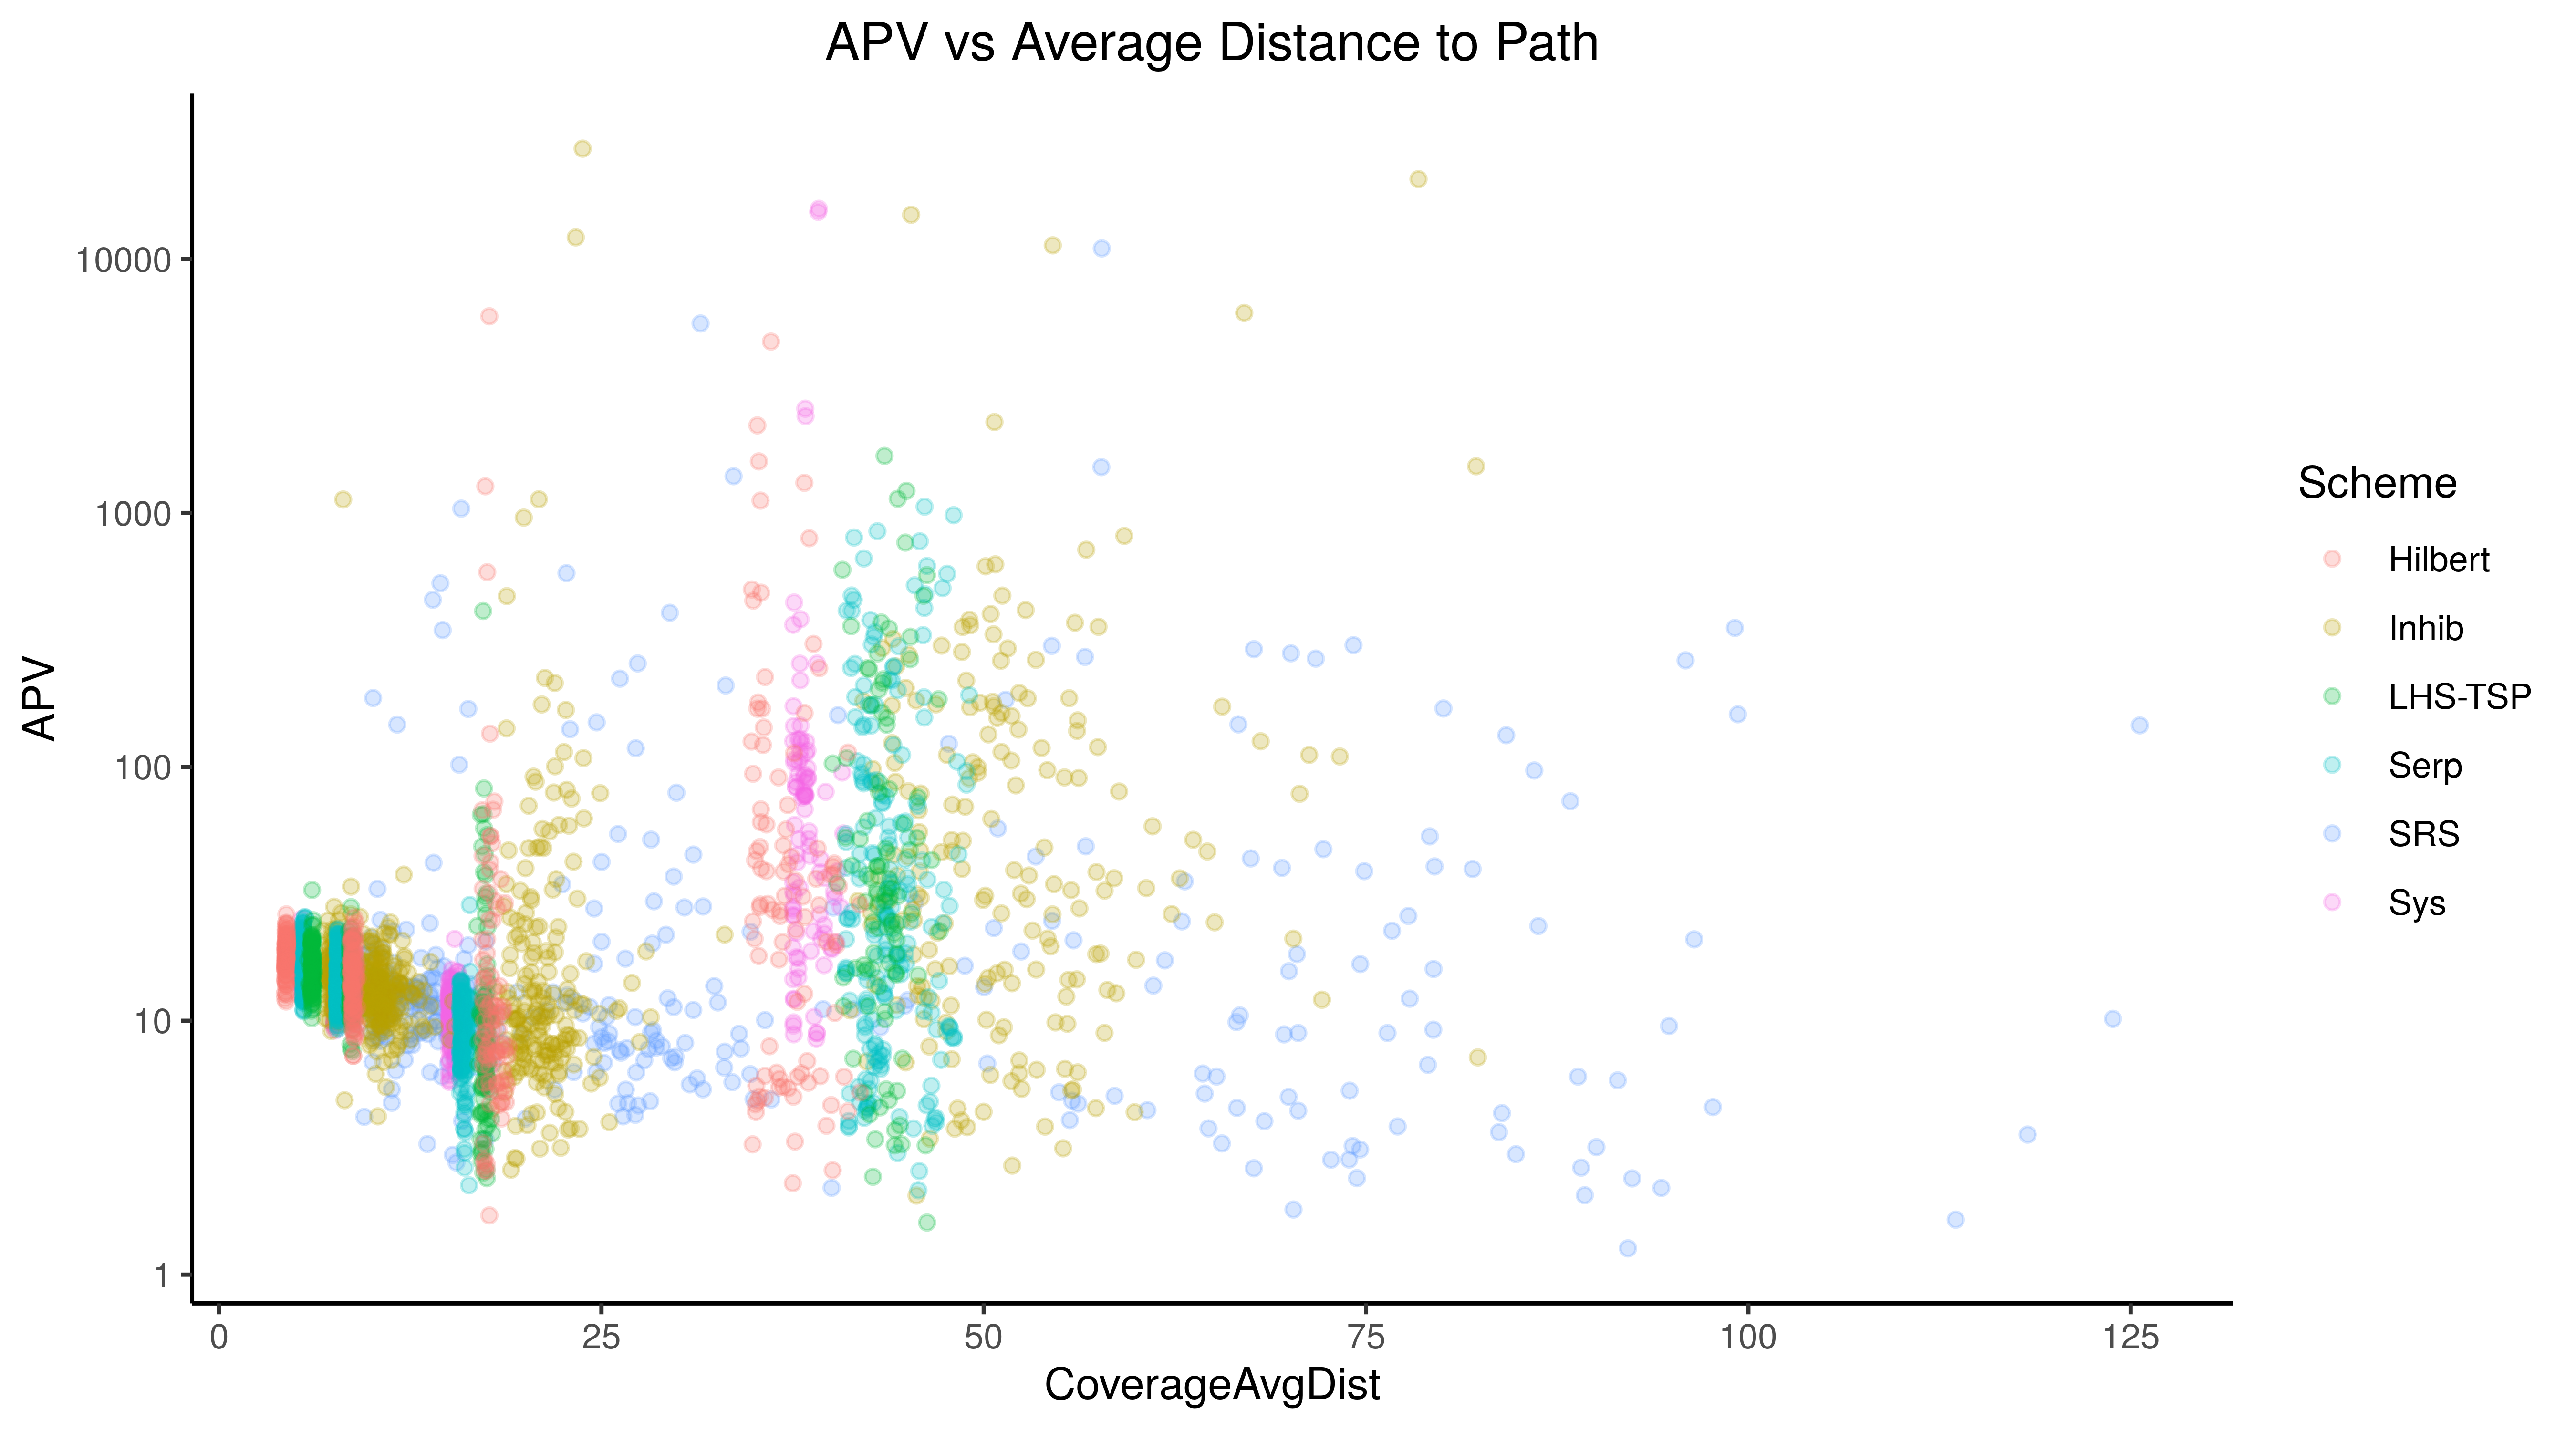 APV vs Average Distance to Path
APV
10000
1000
100
10
1
0 25 50 75 100 125
CoverageAvgDist
Scheme
Hilbert
Inhib
LHS-TSP
Serp
SRS
Sys